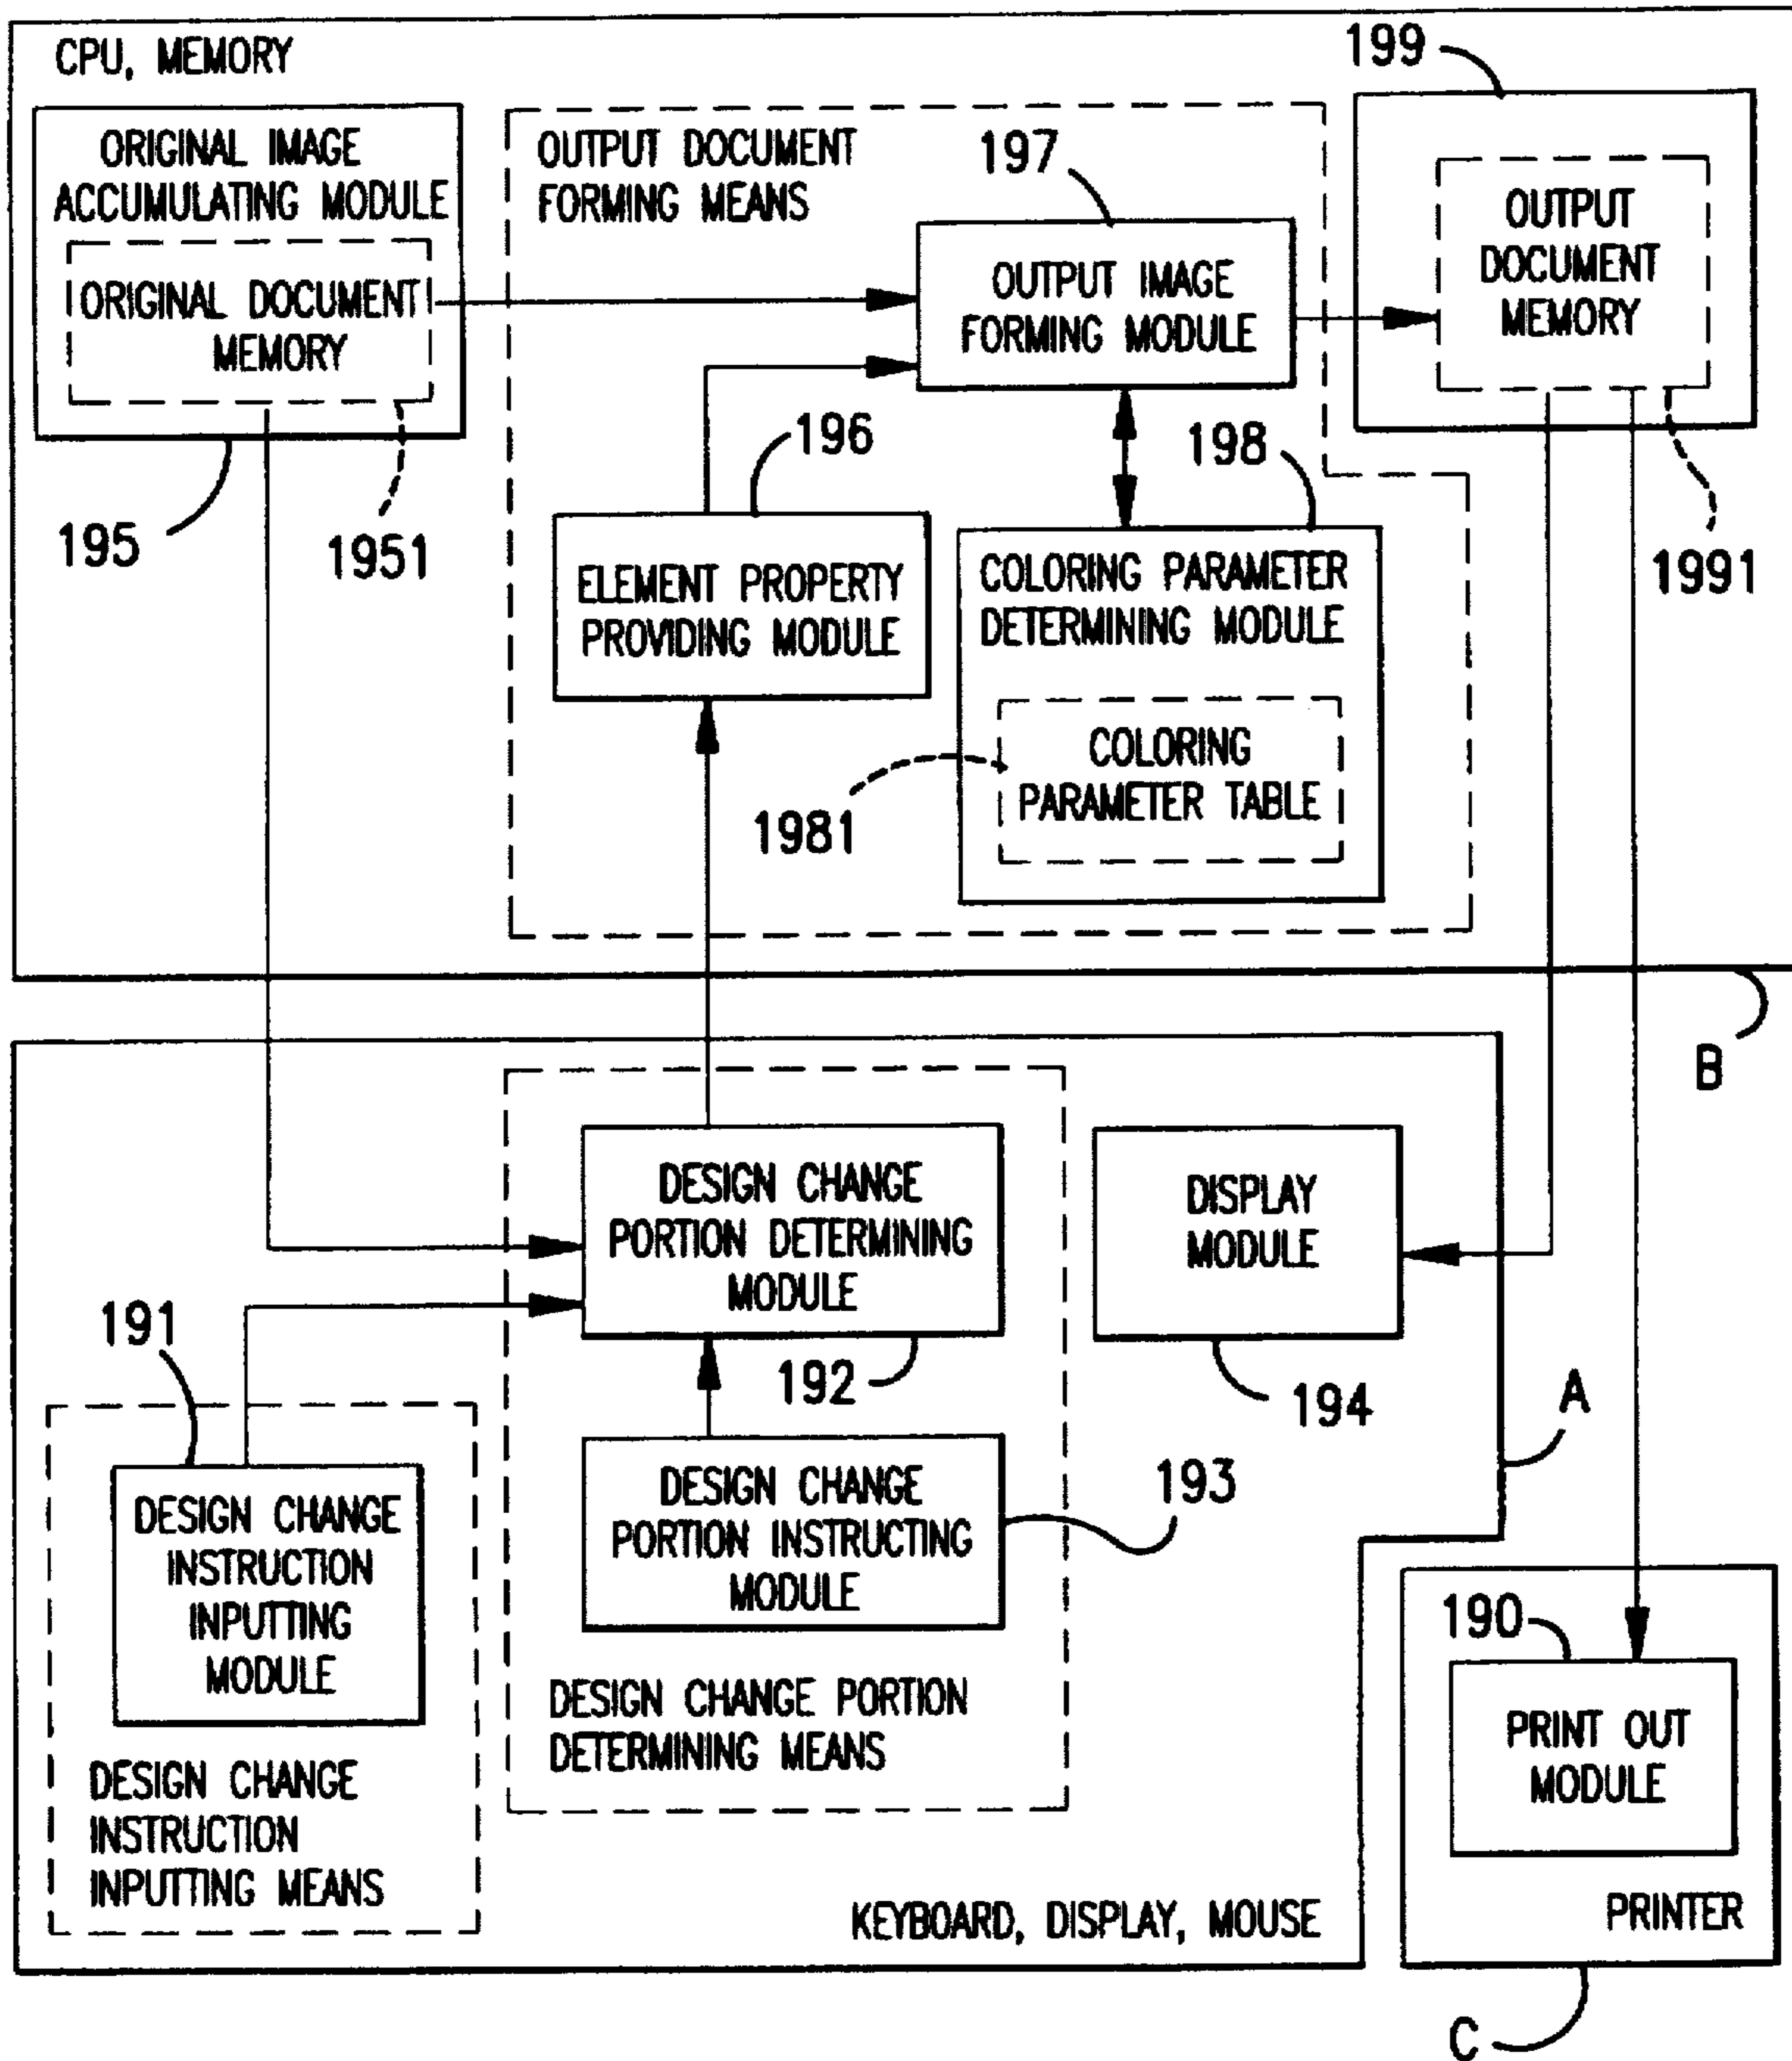 CPU, MEMORY
199
ORIGINAL IMAGE
ACCUMULATING MODULE
ORIGINAL DOCUMENT
MEMORY
195
1951
OUTPUT DOCUMENT
FORMING MEANS
197
OUTPUT IMAGE
FORMING MODULE
OUTPUT
DOCUMENT
MEMORY
1991
196
ELEMENT PROPERTY
PROVIDING MODULE
198
COLORING PARAMETER
DETERMINING MODULE
COLORING
PARAMETER TABLE
1981
B
DESIGN CHANGE
PORTION DETERMINING
MODULE
192
DISPLAY
MODULE
194
A
191
DESIGN CHANGE
INSTRUCTION
INPUTTING
MODULE
DESIGN CHANGE
INSTRUCTION
INPUTTING MEANS
DESIGN CHANGE
PORTION INSTRUCTING
MODULE
193
DESIGN CHANGE PORTION
DETERMINING MEANS
KEYBOARD, DISPLAY, MOUSE
190
PRINT OUT
MODULE
PRINTER
C